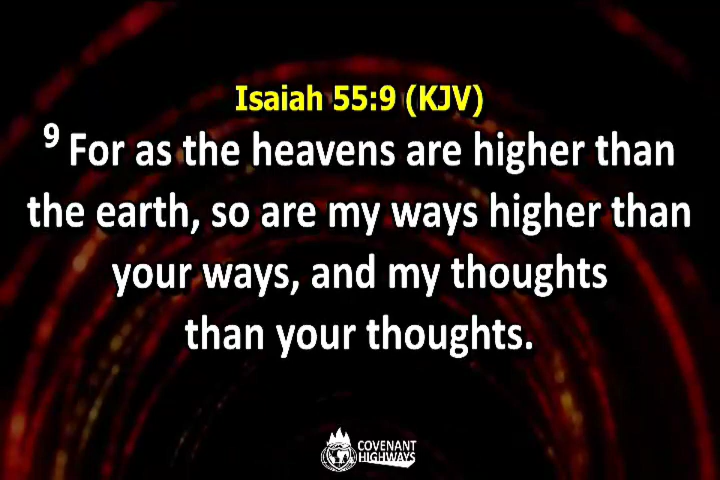 Isaiah 55:9 (KJV)
9 For as the heavens are higher than
the earth, so are my ways higher than
your ways, and my thoughts
than your thoughts.
COVENANT
HIGHWAYS